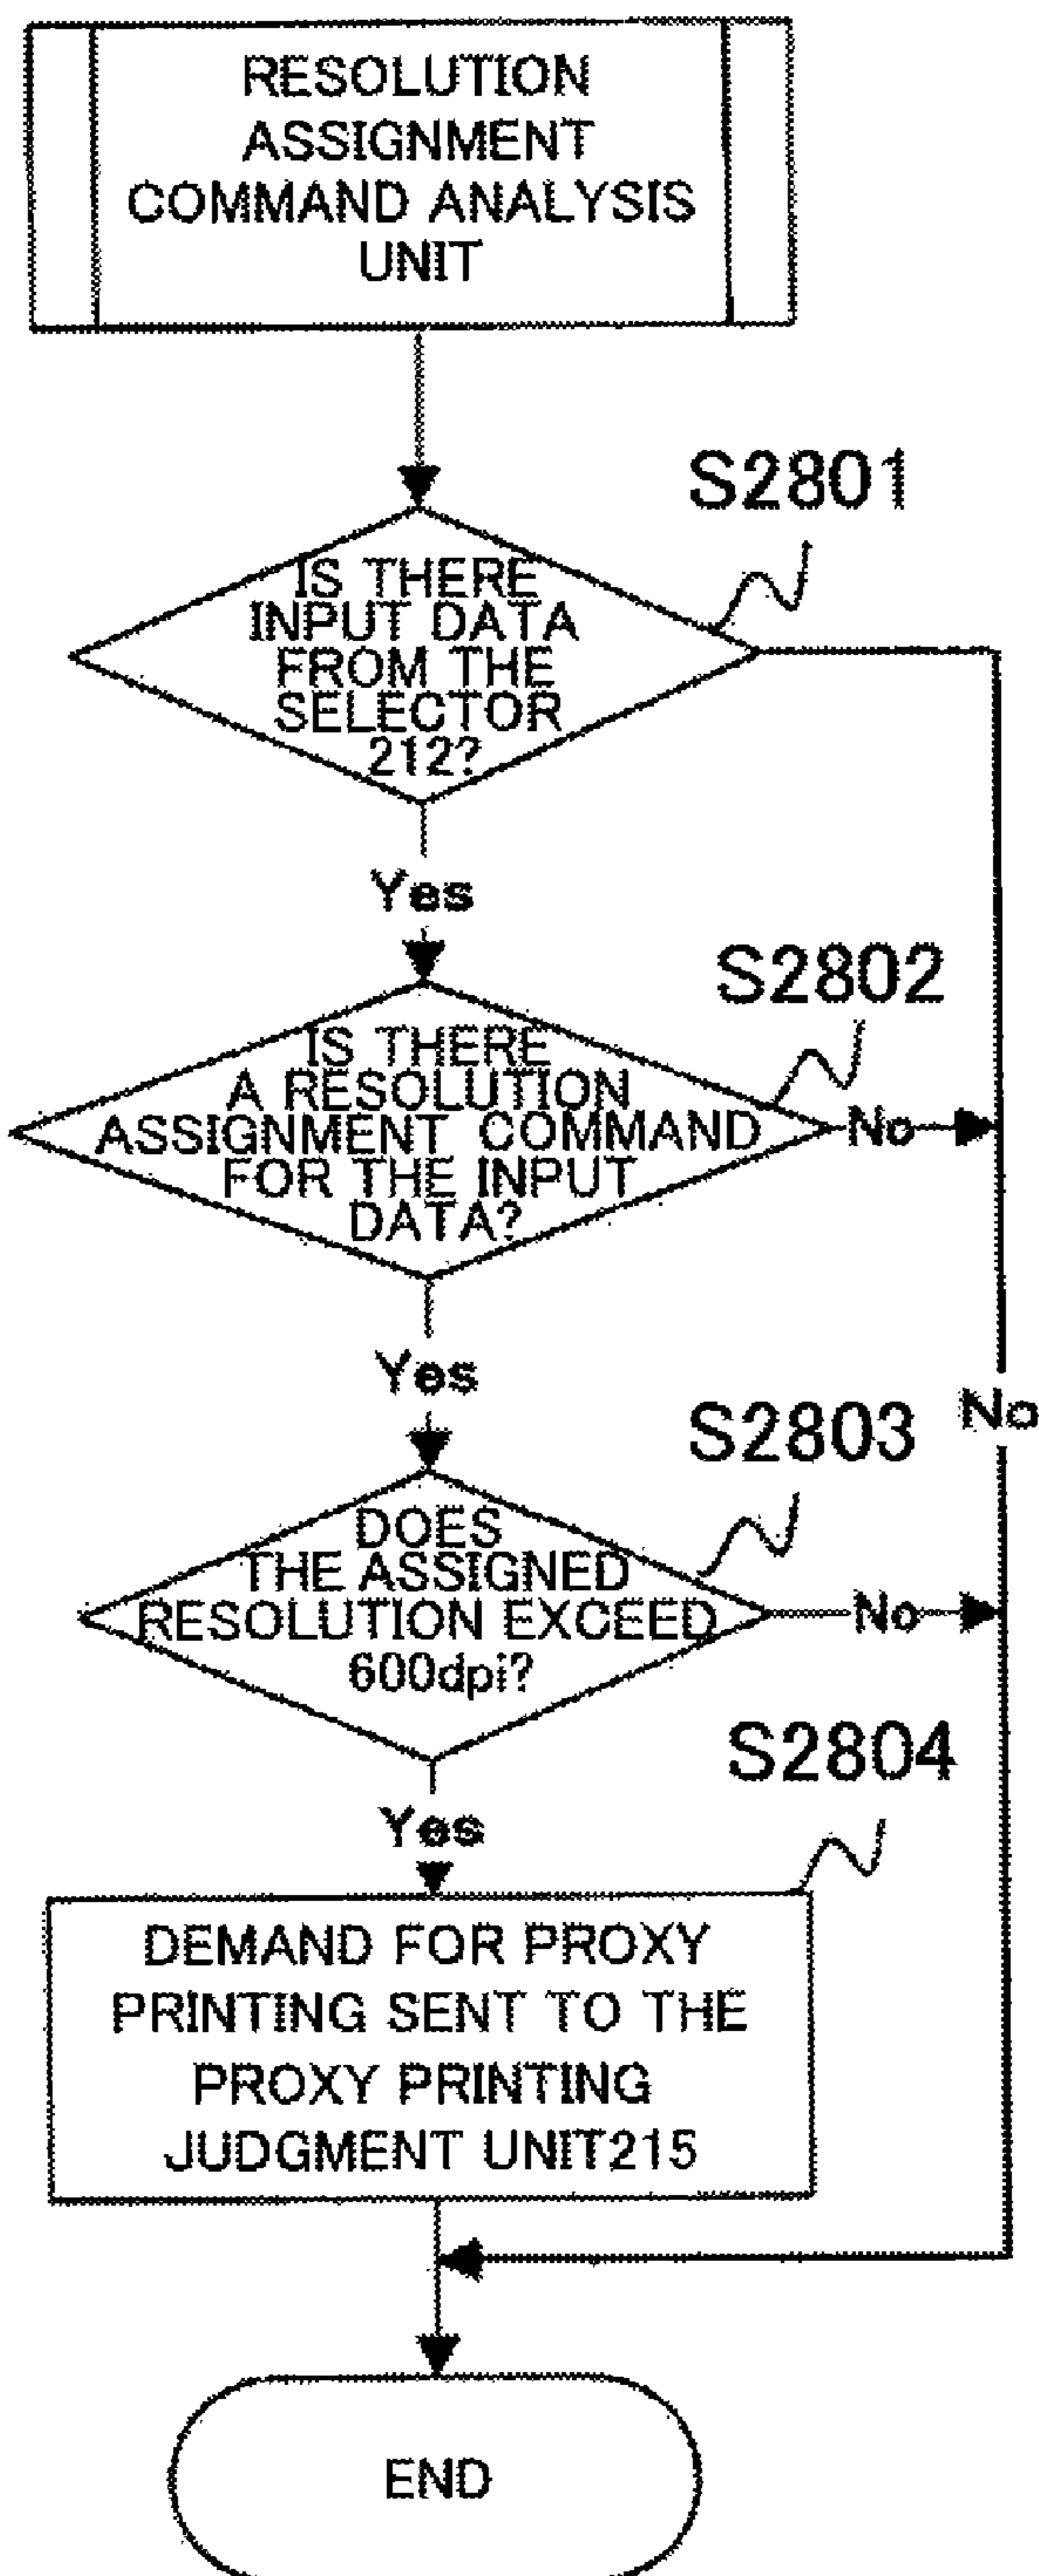 RESOLUTION
ASSIGNMENT
COMMAND ANALYSIS
UNIT
S2801
IS THERE
INPUT DATA
FROM THE
SELECTOR
212?
Yes
S2802
IS THERE
A RESOLUTION
ASSIGNMENT COMMAND
FOR THE INPUT
DATA?
No
Yes
No
S2803
DOES
THE ASSIGNED
RESOLUTION EXCEED
600dpi?
No
S2804
Yes
DEMAND FOR PROXY
PRINTING SENT TO THE
PROXY PRINTING
JUDGMENT UNIT215
END